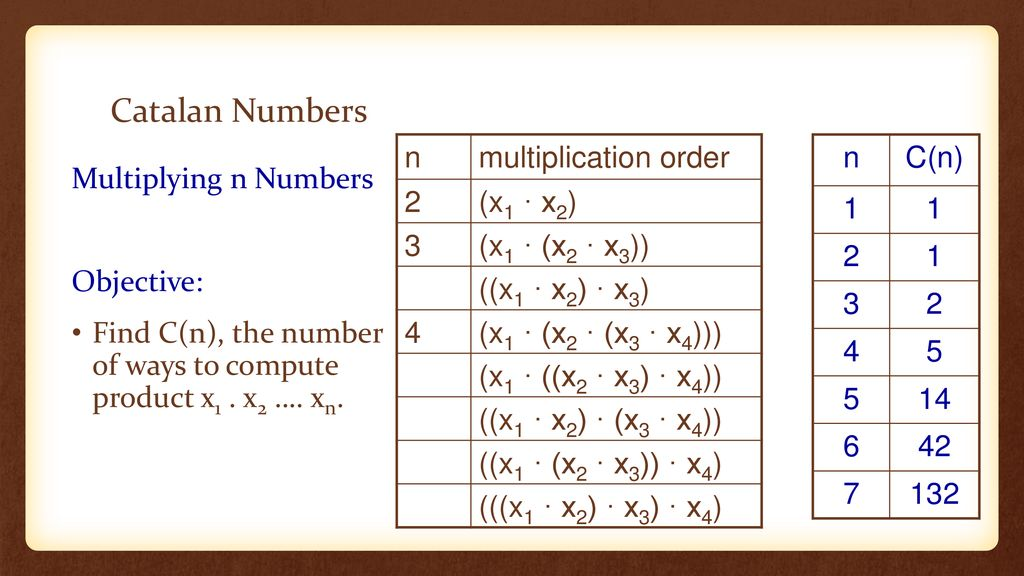 Catalan Numbers
Multiplying n Numbers
Objective:
• Find C(n), the number
of ways to compute
product x₁ . x₂ .... xₙ.
n multiplication order
2 (x₁ · x₂)
3 (x₁ · (x₂ · x₃))
((x₁ · x₂) · x₃)
4 (x₁ · (x₂ · (x₃ · x₄)))
(x₁ · ((x₂ · x₃) · x₄))
((x₁ · x₂) · (x₃ · x₄))
((x₁ · (x₂ · x₃)) · x₄)
(((x₁ · x₂) · x₃) · x₄)
n C(n)
1 1
2 1
3 2
4 5
5 14
6 42
7 132